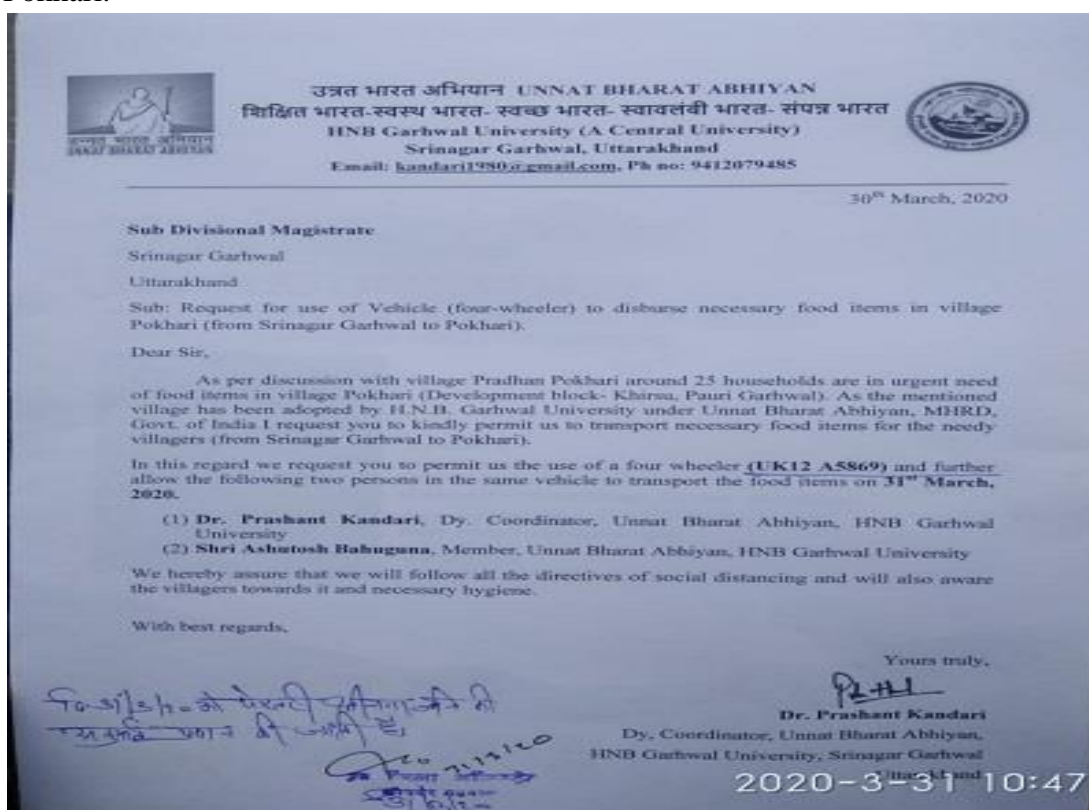 उन्नत भारत अभियान UNNAT BHARAT ABHIYAN
शिक्षित भारत-स्वस्थ भारत- स्वच्छ भारत- स्वावलंबी भारत- संपन्न भारत
HNB Garhwal University (A Central University)
Srinagar Garhwal, Uttarakhand
Email: kandari1980@gmail.com, Ph no: 9412079485
उन्नत भारत अभियान
UNNAT BHARAT ABHIYAN
30th March, 2020
Sub Divisional Magistrate
Srinagar Garhwal
Uttarakhand
Sub: Request for use of Vehicle (four-wheeler) to disburse necessary food items in village
Pokhari (from Srinagar Garhwal to Pokhari).
Dear Sir,
As per discussion with village Pradhan Pokhari around 25 households are in urgent need
of food items in village Pokhari (Development block- Khirsu, Pauri Garhwal). As the mentioned
village has been adopted by H.N.B. Garhwal University under Unnat Bharat Abhiyan, MHRD,
Govt. of India I request you to kindly permit us to transport necessary food items for the needy
villagers (from Srinagar Garhwal to Pokhari).
In this regard we request you to permit us the use of a four wheeler (UK12 A5869) and further
allow the following two persons in the same vehicle to transport the food items on 31st March,
2020.
(1) Dr. Prashant Kandari, Dy. Coordinator, Unnat Bharat Abhiyan, HNB Garhwal
University
(2) Shri Ashutosh Bahuguna, Member, Unnat Bharat Abhiyan, HNB Garhwal University
We hereby assure that we will follow all the directives of social distancing and will also aware
the villagers towards it and necessary hygiene.
With best regards,
Yours truly,
Dr. Prashant Kandari
Dy. Coordinator, Unnat Bharat Abhiyan,
HNB Garhwal University, Srinagar Garhwal
Uttarakhand
2020-3-31 10:47